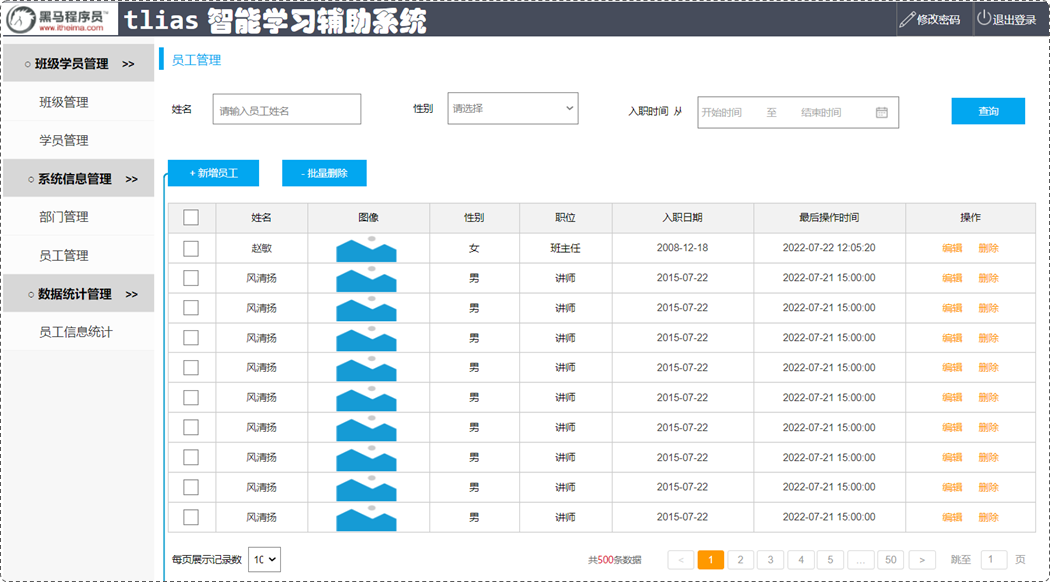 黑马程序员™ tlias 智能学习辅助系统 修改密码 退出登录
www.itheima.com
班级学员管理 >> 员工管理
班级管理 姓名 请输入员工姓名 性别 请选择 入职时间 从 开始时间 至 结束时间 查询
学员管理
系统信息管理 >> + 新增员工 - 批量删除
部门管理 姓名 图像 性别 职位 入职日期 最后操作时间 操作
员工管理 赵敏 女 班主任 2008-12-18 2022-07-22 12:05:20 编辑 删除
风清扬 男 讲师 2015-07-22 2022-07-21 15:00:00 编辑 删除
数据统计管理 >> 风清扬 男 讲师 2015-07-22 2022-07-21 15:00:00 编辑 删除
员工信息统计 风清扬 男 讲师 2015-07-22 2022-07-21 15:00:00 编辑 删除
风清扬 男 讲师 2015-07-22 2022-07-21 15:00:00 编辑 删除
风清扬 男 讲师 2015-07-22 2022-07-21 15:00:00 编辑 删除
风清扬 男 讲师 2015-07-22 2022-07-21 15:00:00 编辑 删除
风清扬 男 讲师 2015-07-22 2022-07-21 15:00:00 编辑 删除
风清扬 男 讲师 2015-07-22 2022-07-21 15:00:00 编辑 删除
风清扬 男 讲师 2015-07-22 2022-07-21 15:00:00 编辑 删除
每页展示记录数 10 共500条数据 < 1 2 3 4 5 ... 50 > 跳至 1 页